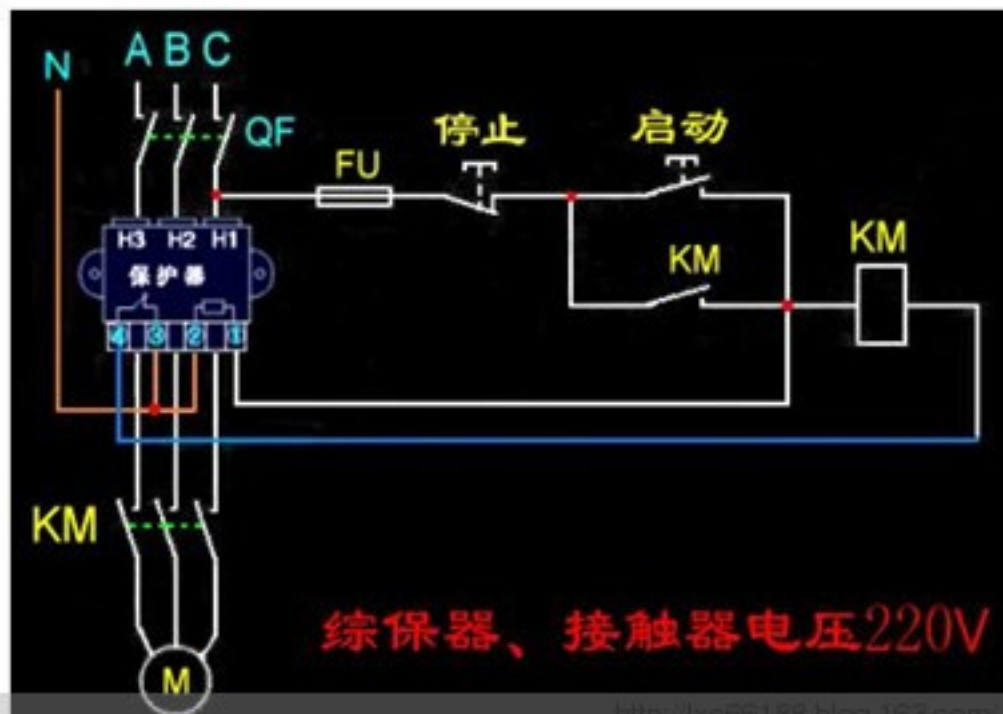 N A B C
QF
停止 启动
FU
KM KM
H3 H2 H1
保护器
④ ③ ② ①
KM
综保器、接触器电压220V
M